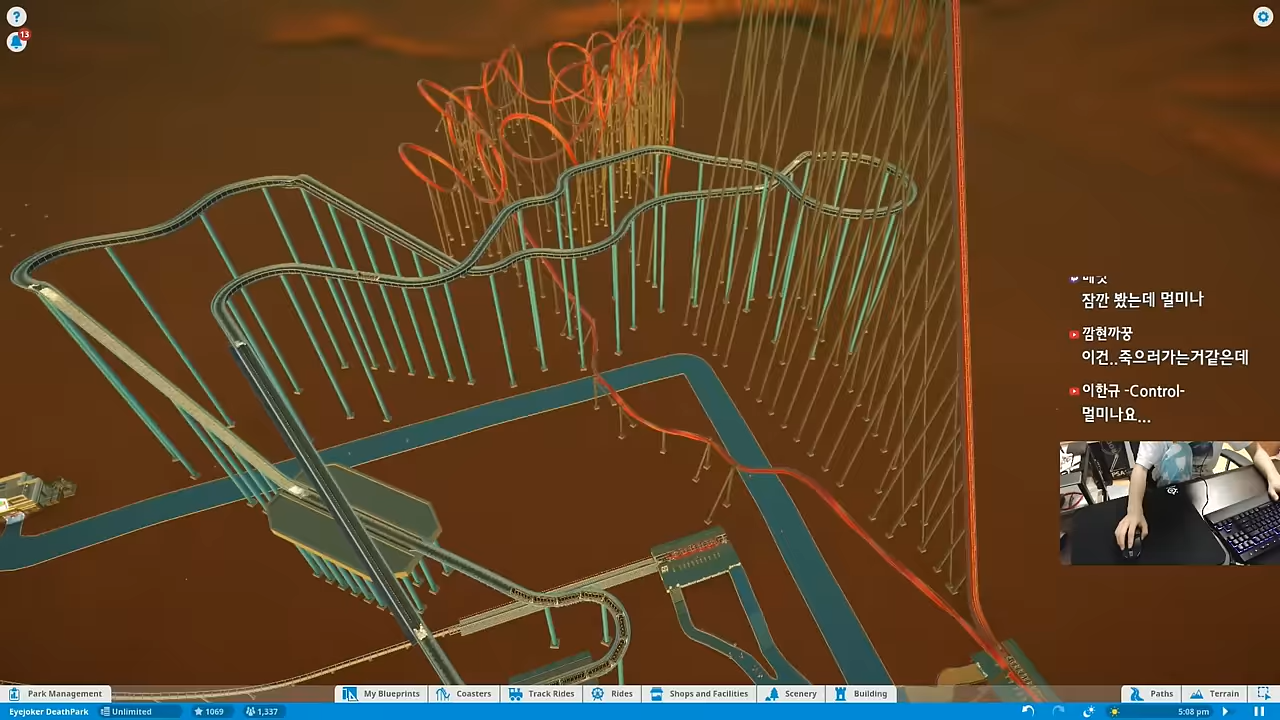 ?
13
잠깐 봤는데 멀미나
깜현까꿍
이건..죽으러가는거같은데
이한규 -Control-
멀미나요...
Park Management
My Blueprints
Coasters
Track Rides
Rides
Shops and Facilities
Scenery
Building
Paths
Terrain
Eyejoker DeathPark
Unlimited
1069
1,337
5:08 pm